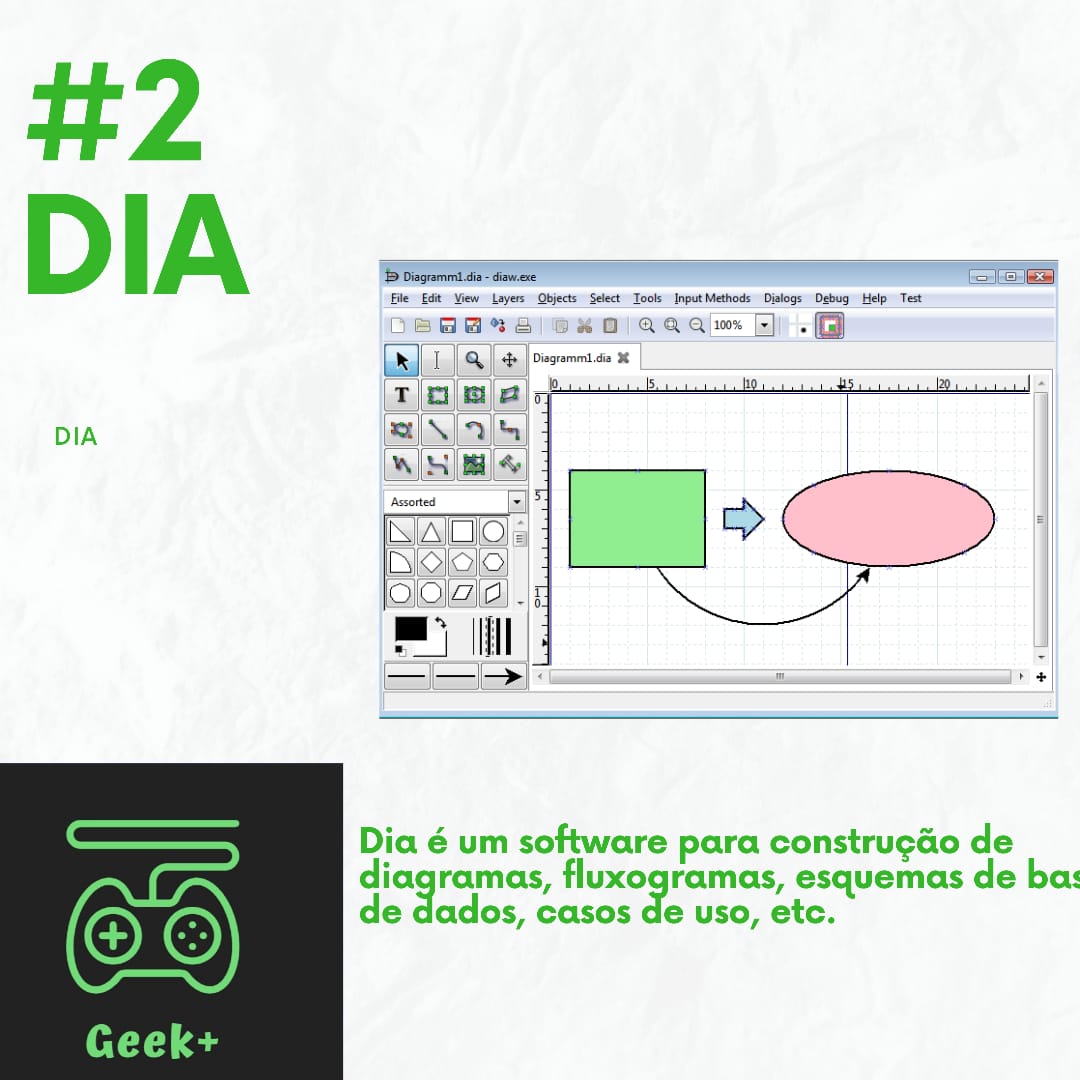 #2
DIA
DIA
Diagramm1.dia - diaw.exe
File Edit View Layers Objects Select Tools Input Methods Dialogs Debug Help Test
100%
Diagramm1.dia
0 5 10 15 20
0
T
Assorted
5
10
Dia é um software para construção de
diagramas, fluxogramas, esquemas de bas
de dados, casos de uso, etc.
Geek+